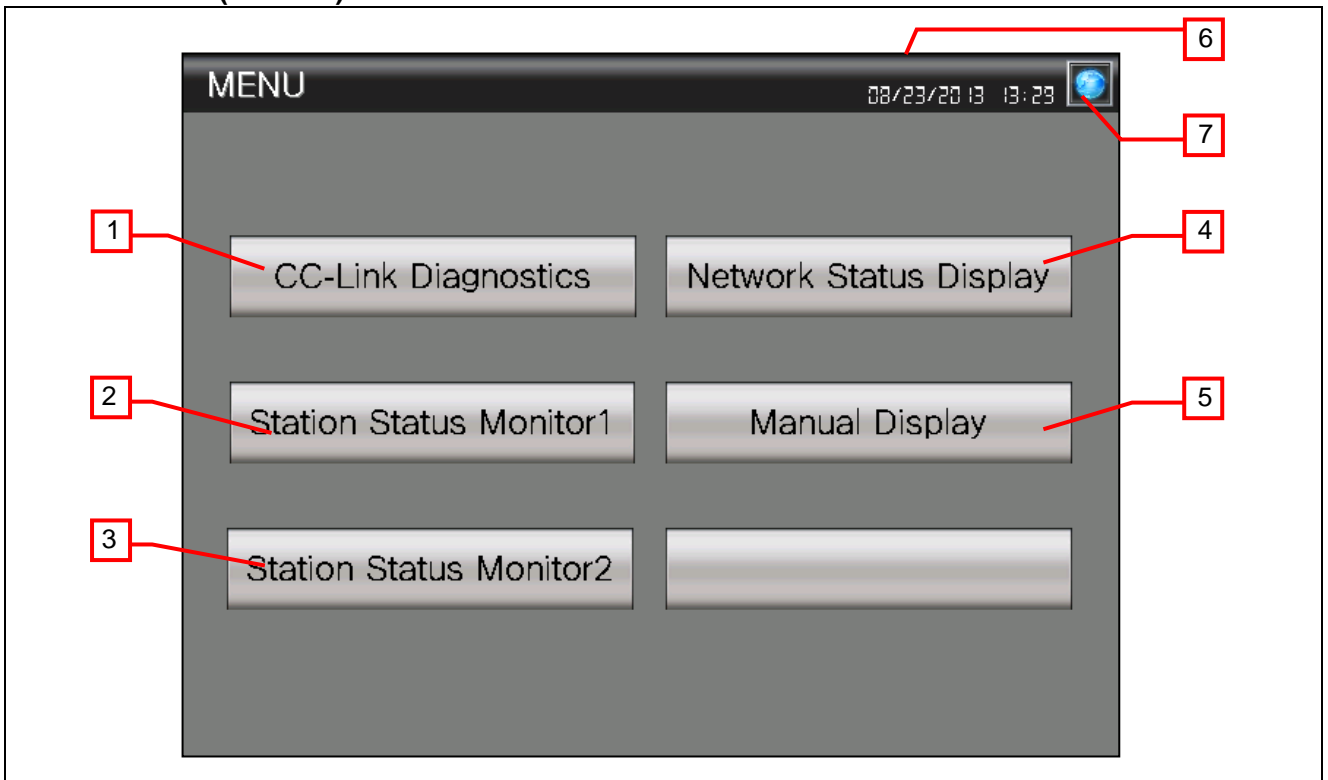 6
MENU
08/23/2013 13:29
7
1
4
CC-Link Diagnostics
Network Status Display
2
5
Station Status Monitor1
Manual Display
3
Station Status Monitor2